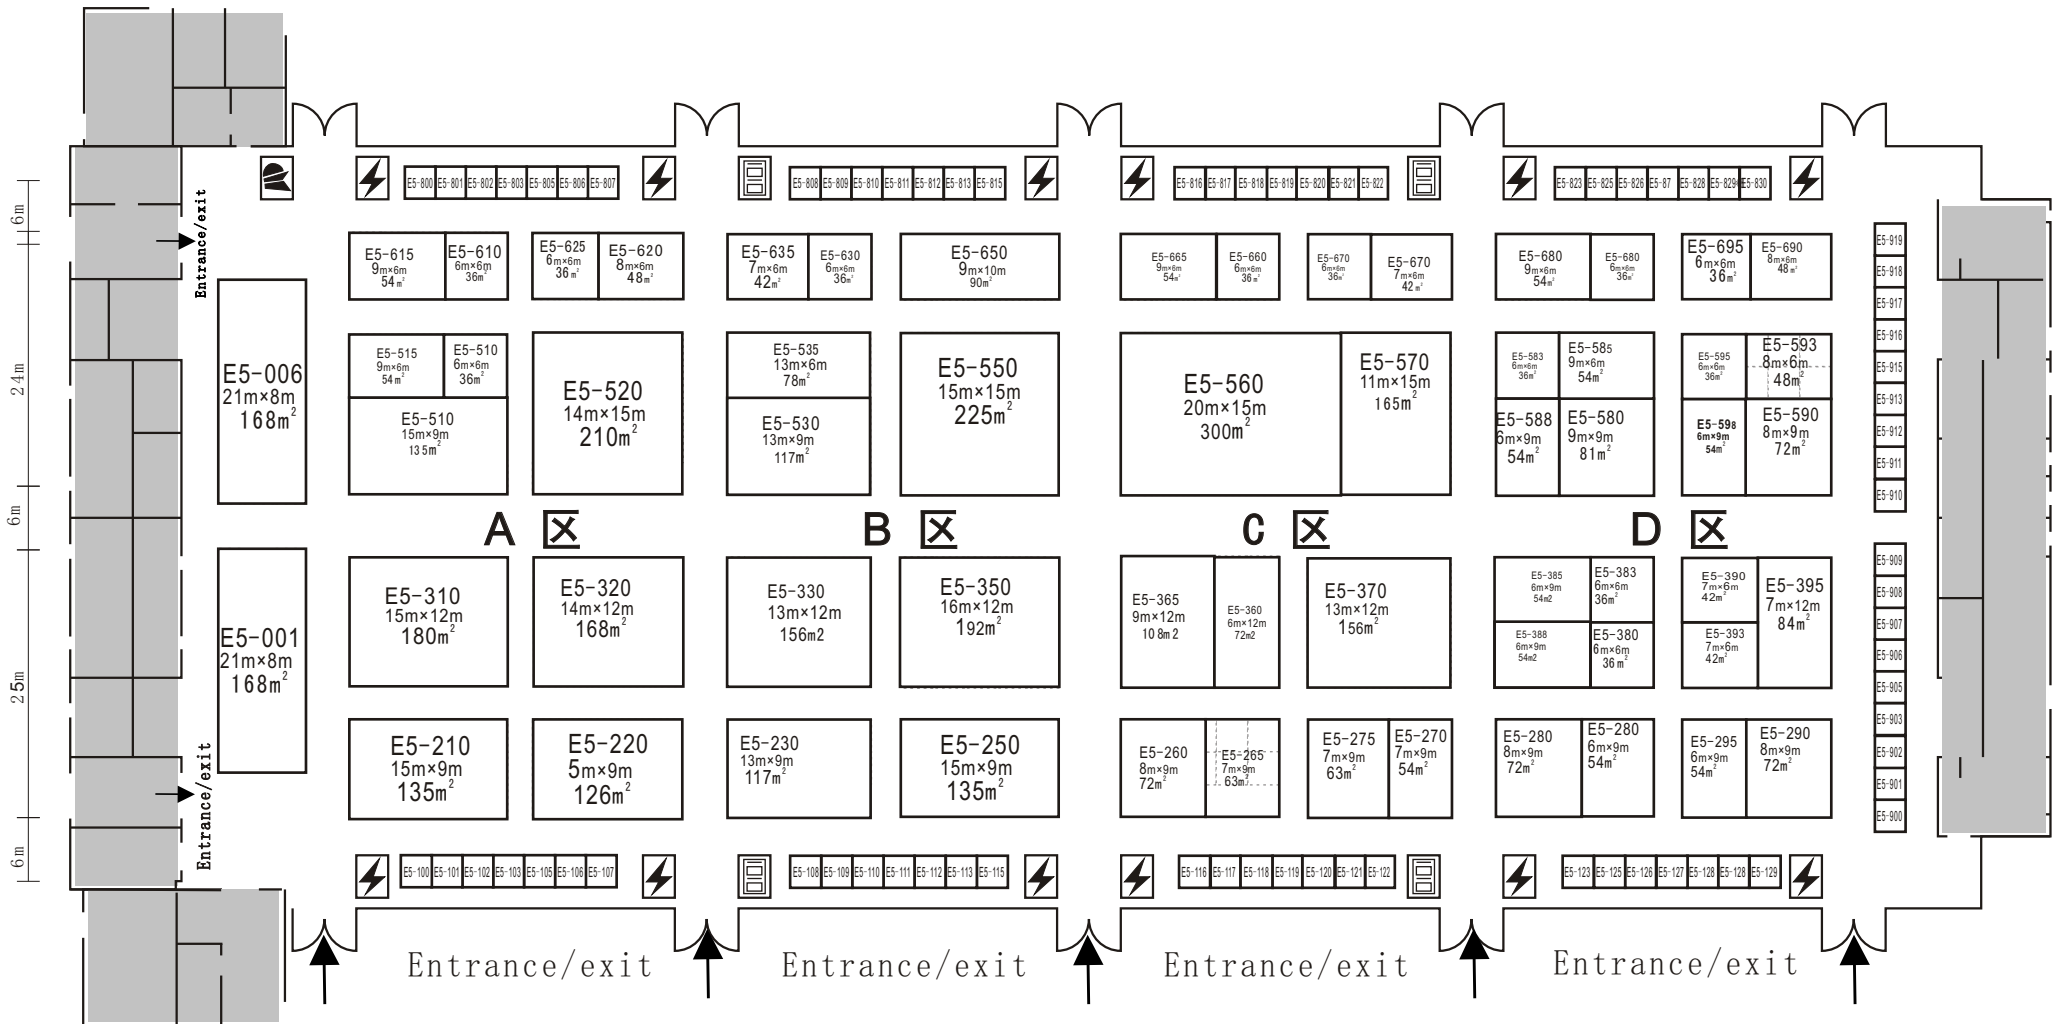 E5-800 E5-801 E5-802 E5-803 E5-805 E5-806 E5-807
E5-808 E5-809 E5-810 E5-811 E5-812 E5-813 E5-815
E5-816 E5-817 E5-818 E5-819 E5-820 E5-821 E5-822
E5-823 E5-825 E5-826 E5-87 E5-828 E5-829 E5-830
6m
24m
6m
25m
6m
Entrance/exit
Entrance/exit
E5-006
21m×8m
168m²
E5-001
21m×8m
168m²
E5-615
9m×6m
54m²
E5-610
6m×6m
36m²
E5-625
6m×6m
36m²
E5-620
8m×6m
48m²
E5-635
7m×6m
42m²
E5-630
6m×6m
36m²
E5-650
9m×10m
90m²
E5-665
9m×6m
54m²
E5-660
6m×6m
36m²
E5-670
6m×6m
36m²
E5-670
7m×6m
42m²
E5-680
9m×6m
54m²
E5-680
6m×6m
36m²
E5-695
6m×6m
36m²
E5-690
8m×6m
48m²
E5-515
9m×6m
54m²
E5-510
6m×6m
36m²
E5-510
15m×9m
135m²
E5-520
14m×15m
210m²
E5-535
13m×6m
78m²
E5-530
13m×9m
117m²
E5-550
15m×15m
225m²
E5-560
20m×15m
300m²
E5-570
11m×15m
165m²
E5-583
6m×6m
36m²
E5-585
9m×6m
54m²
E5-588
6m×9m
54m²
E5-580
9m×9m
81m²
E5-595
6m×6m
36m²
E5-593
8m×6m
48m²
E5-598
6m×9m
54m²
E5-590
8m×9m
72m²
A区
B区
C区
D区
E5-310
15m×12m
180m²
E5-320
14m×12m
168m²
E5-330
13m×12m
156m2
E5-350
16m×12m
192m²
E5-365
9m×12m
108m2
E5-360
6m×12m
72m2
E5-370
13m×12m
156m²
E5-385
6m×9m
54m2
E5-383
6m×6m
36m²
E5-388
6m×9m
54m2
E5-380
6m×6m
36m²
E5-390
7m×6m
42m²
E5-393
7m×6m
42m²
E5-395
7m×12m
84m²
E5-210
15m×9m
135m²
E5-220
5m×9m
126m²
E5-230
13m×9m
117m²
E5-250
15m×9m
135m²
E5-260
8m×9m
72m²
E5-265
7m×9m
63m²
E5-275
7m×9m
63m²
E5-270
7m×9m
54m²
E5-280
8m×9m
72m²
E5-280
6m×9m
54m²
E5-295
6m×9m
54m²
E5-290
8m×9m
72m²
E5-919
E5-918
E5-917
E5-916
E5-915
E5-913
E5-912
E5-911
E5-910
E5-909
E5-908
E5-907
E5-906
E5-905
E5-903
E5-902
E5-901
E5-900
E5-100 E5-101 E5-102 E5-103 E5-105 E5-106 E5-107
E5-108 E5-109 E5-110 E5-111 E5-112 E5-113 E5-115
E5-116 E5-117 E5-118 E5-119 E5-120 E5-121 E5-122
E5-123 E5-125 E5-126 E5-127 E5-128 E5-128 E5-129
Entrance/exit
Entrance/exit
Entrance/exit
Entrance/exit